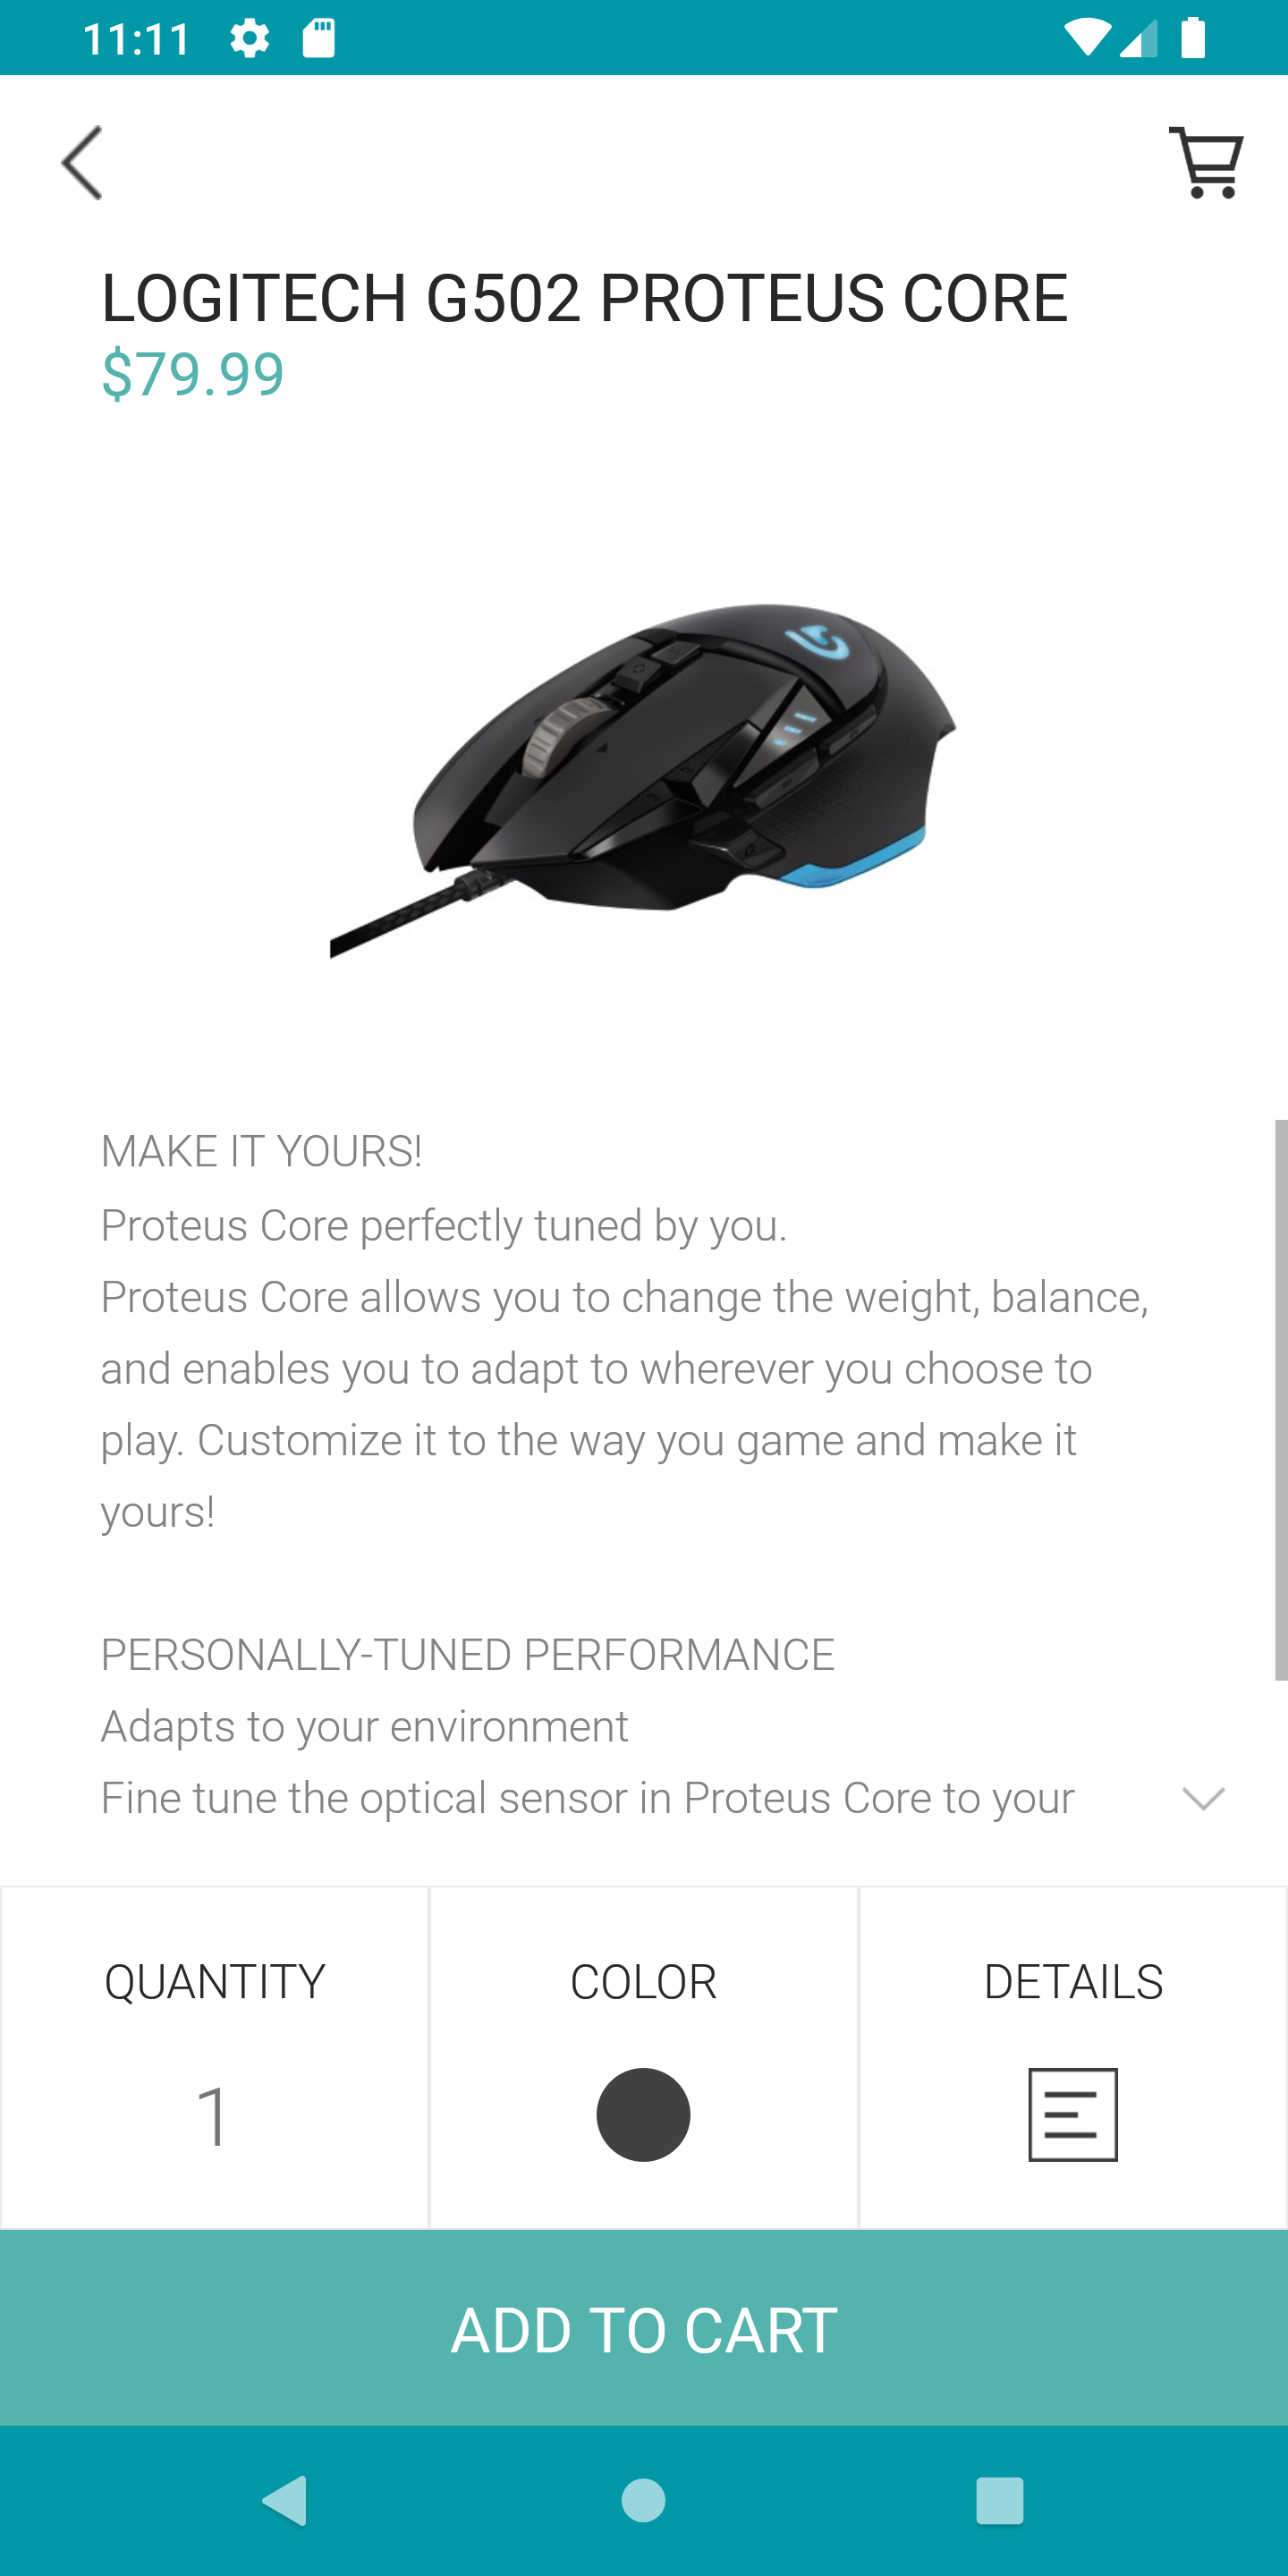 11:11
LOGITECH G502 PROTEUS CORE
$79.99
MAKE IT YOURS!
Proteus Core perfectly tuned by you.
Proteus Core allows you to change the weight, balance,
and enables you to adapt to wherever you choose to
play. Customize it to the way you game and make it
yours!
PERSONALLY-TUNED PERFORMANCE
Adapts to your environment
Fine tune the optical sensor in Proteus Core to your
QUANTITY
COLOR
DETAILS
1
ADD TO CART